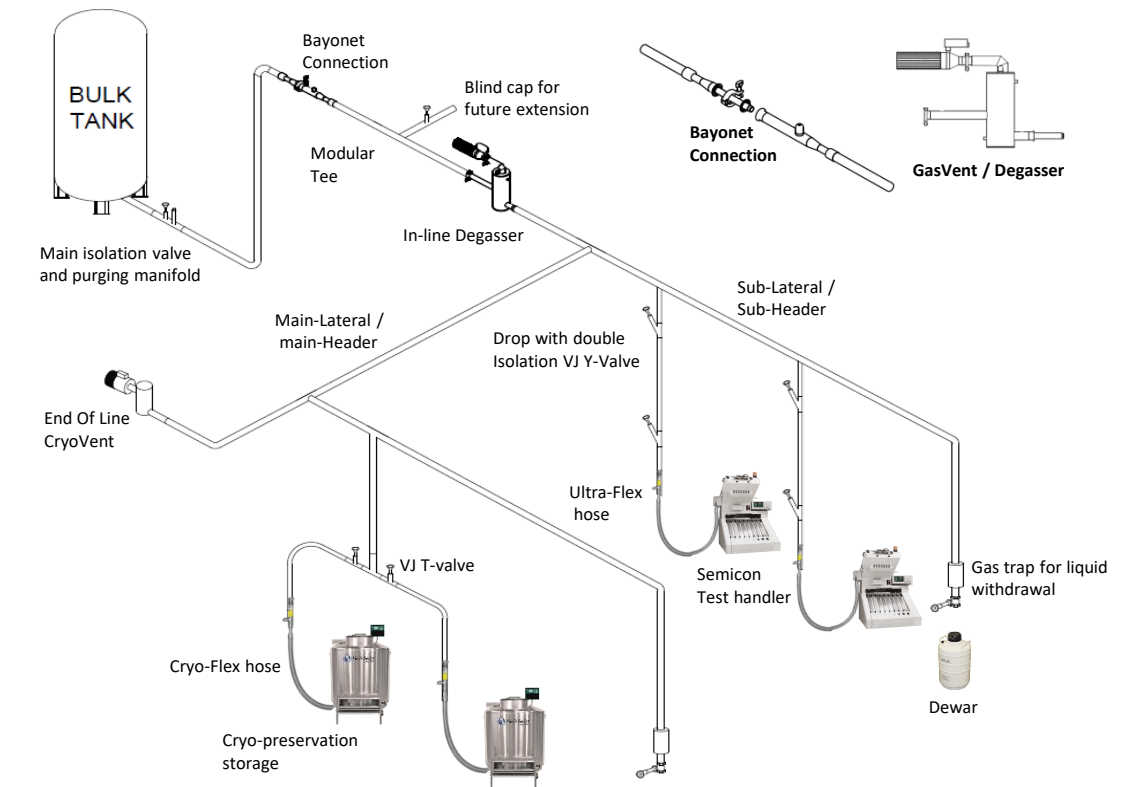 BULK
TANK
Bayonet
Connection
Blind cap for
future extension
Bayonet
Connection
GasVent / Degasser
Modular
Tee
In-line Degasser
Main isolation valve
and purging manifold
Sub-Lateral /
Sub-Header
Main-Lateral /
main-Header
Drop with double
Isolation VJ Y-Valve
End Of Line
CryoVent
Ultra-Flex
hose
VJ T-valve
Semicon
Test handler
Gas trap for liquid
withdrawal
Cryo-Flex hose
Dewar
Cryo-preservation
storage